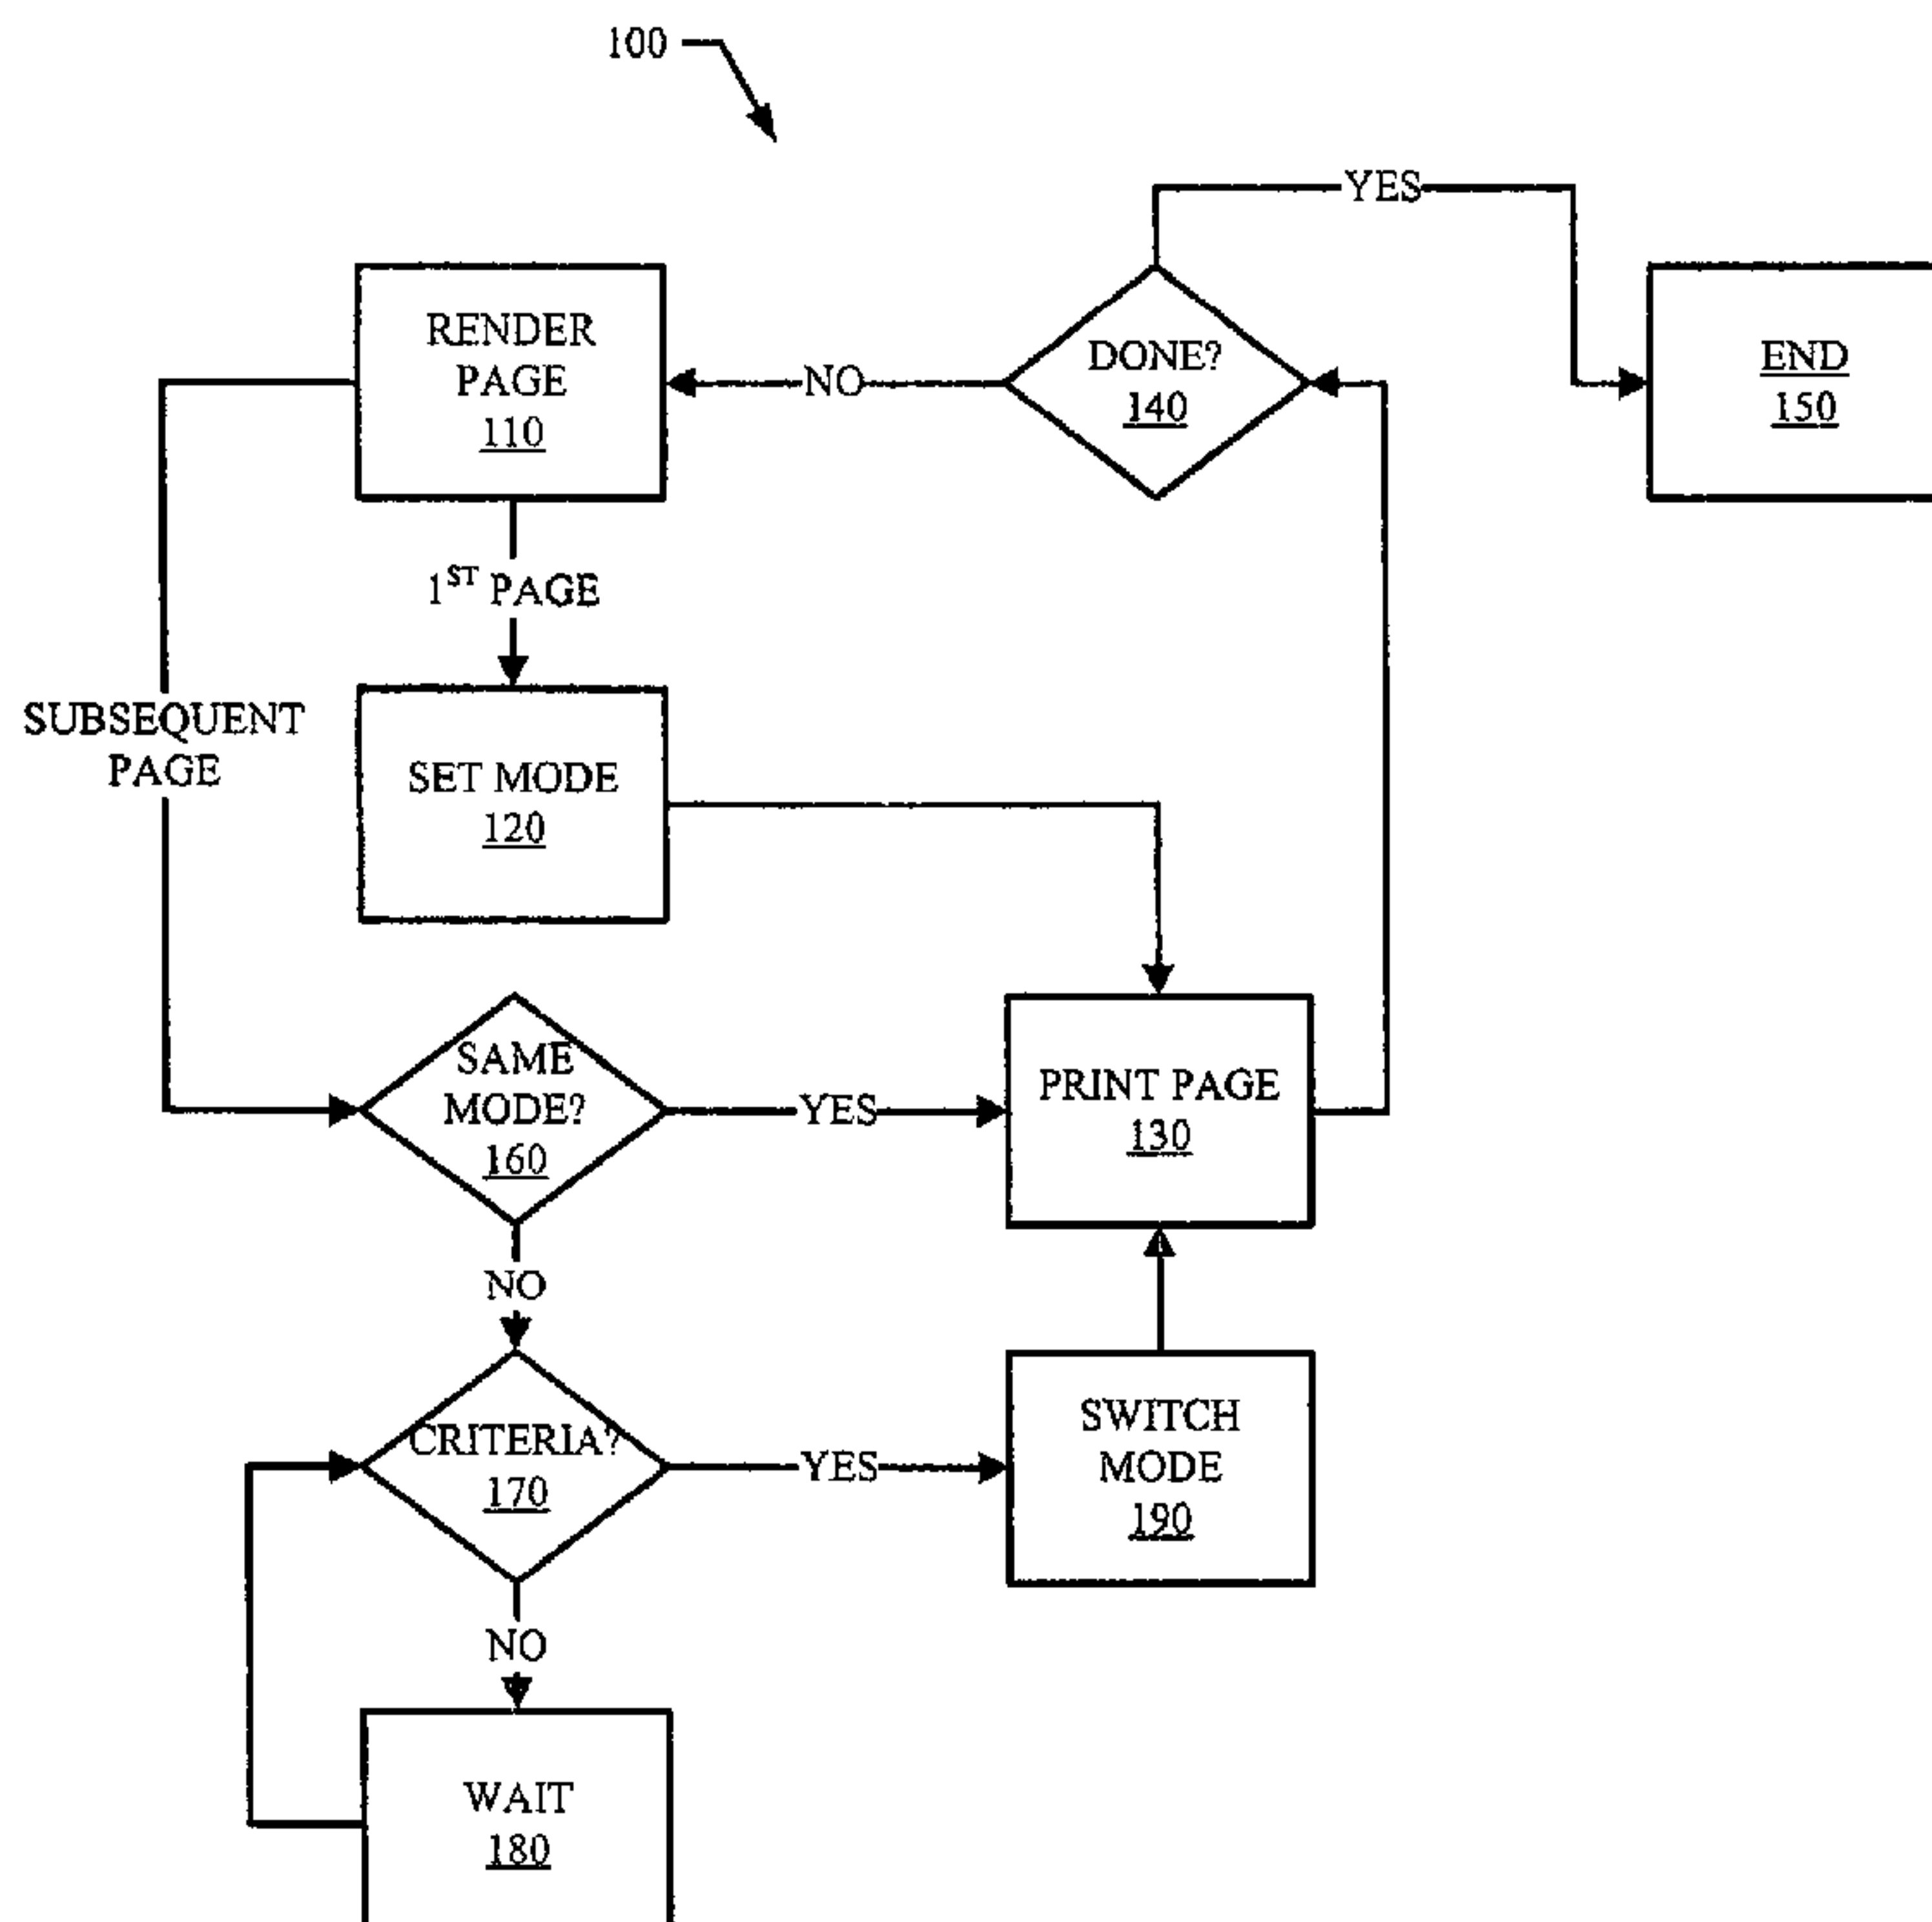 100
YES
RENDER
PAGE
110
NO
DONE?
140
END
150
1ST PAGE
SUBSEQUENT
PAGE
SET MODE
120
SAME
MODE?
160
YES
PRINT PAGE
130
NO
CRITERIA?
170
YES
SWITCH
MODE
190
NO
WAIT
180